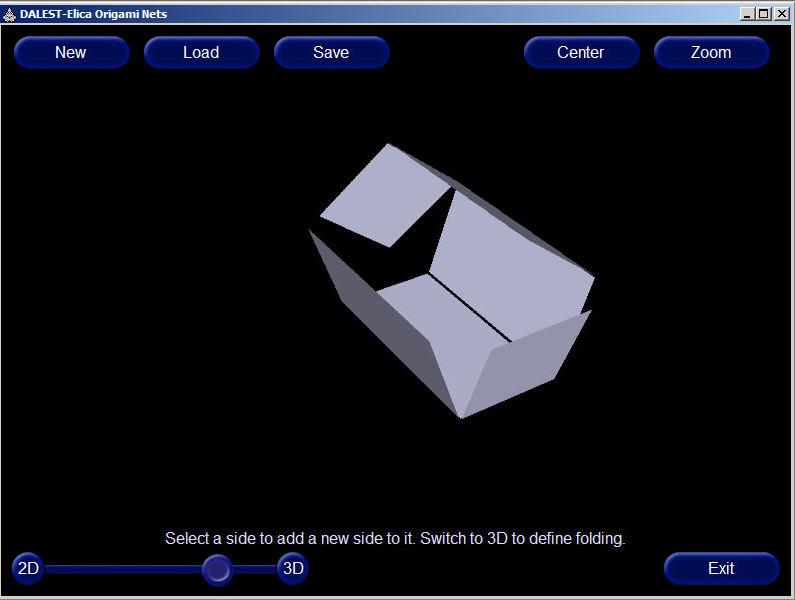 DALEST-Elica Origami Nets
New Load Save Center Zoom
Select a side to add a new side to it. Switch to 3D to define folding.
2D 3D Exit